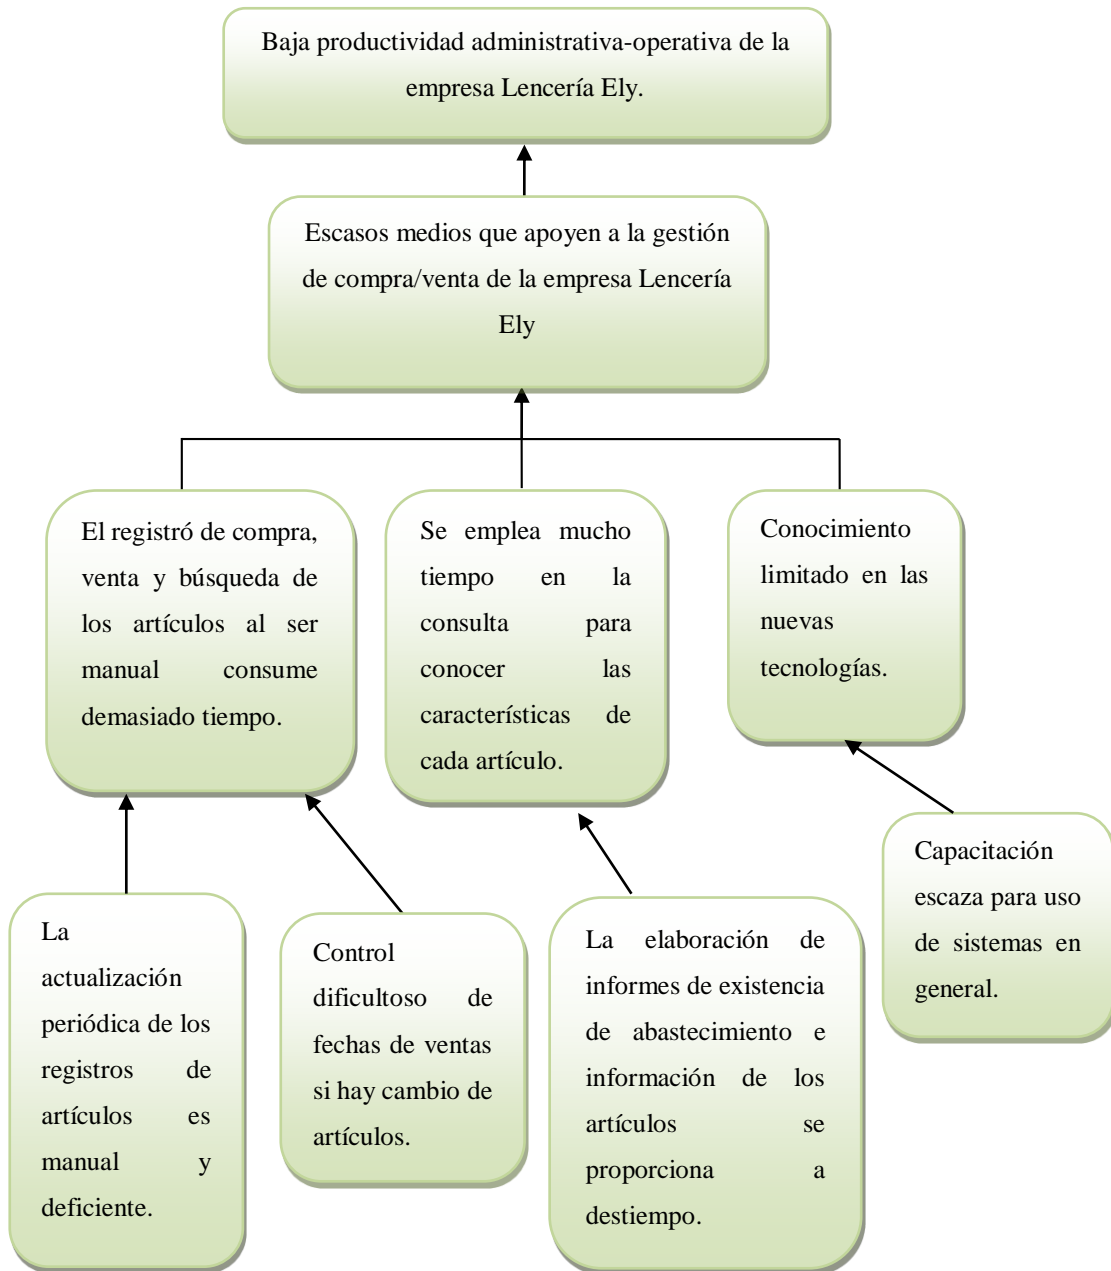 Baja productividad administrativa-operativa de la
empresa Lencería Ely.
Escasos medios que apoyen a la gestión
de compra/venta de la empresa Lencería
Ely
El registró de compra,
venta y búsqueda de
los artículos al ser
manual consume
demasiado tiempo.
Se emplea mucho
tiempo en la
consulta para
conocer las
características de
cada artículo.
Conocimiento
limitado en las
nuevas
tecnologías.
La
actualización
periódica de los
registros de
artículos es
manual y
deficiente.
Control
dificultoso de
fechas de ventas
si hay cambio de
artículos.
La elaboración de
informes de existencia
de abastecimiento e
información de los
artículos se
proporciona a
destiempo.
Capacitación
escaza para uso
de sistemas en
general.